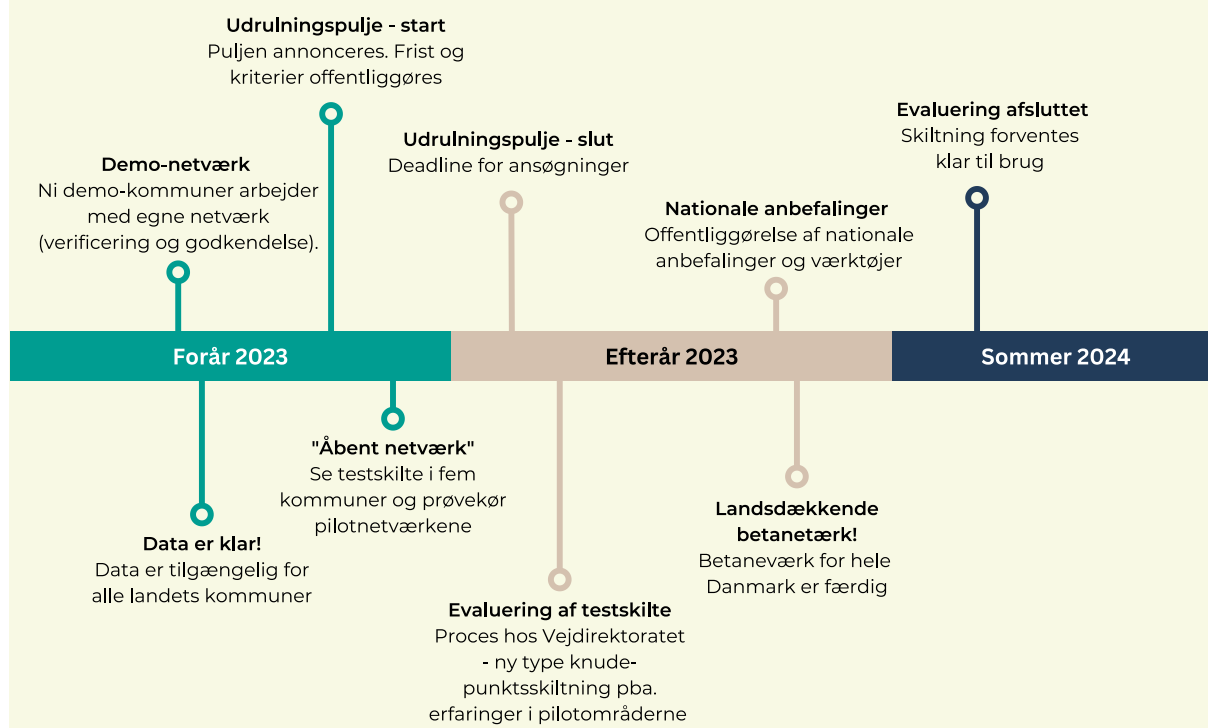 Udrulningspulje - start
Puljen annonceres. Frist og
kriterier offentliggøres
Demo-netværk
Ni demo-kommuner arbejder
med egne netværk
(verificering og godkendelse).
Udrulningspulje - slut
Deadline for ansøgninger
Nationale anbefalinger
Offentliggørelse af nationale
anbefalinger og værktøjer
Evaluering afsluttet
Skiltning forventes
klar til brug
Forår 2023
Efterår 2023
Sommer 2024
Data er klar!
Data er tilgængelig for
alle landets kommuner
"Åbent netværk"
Se testskilte i fem
kommuner og prøvekør
pilotnetværkene
Evaluering af testskilte
Proces hos Vejdirektoratet
- ny type knude-
punktsskiltning pba.
erfaringer i pilotområderne
Landsdækkende
betanetærk!
Betaneværk for hele
Danmark er færdig